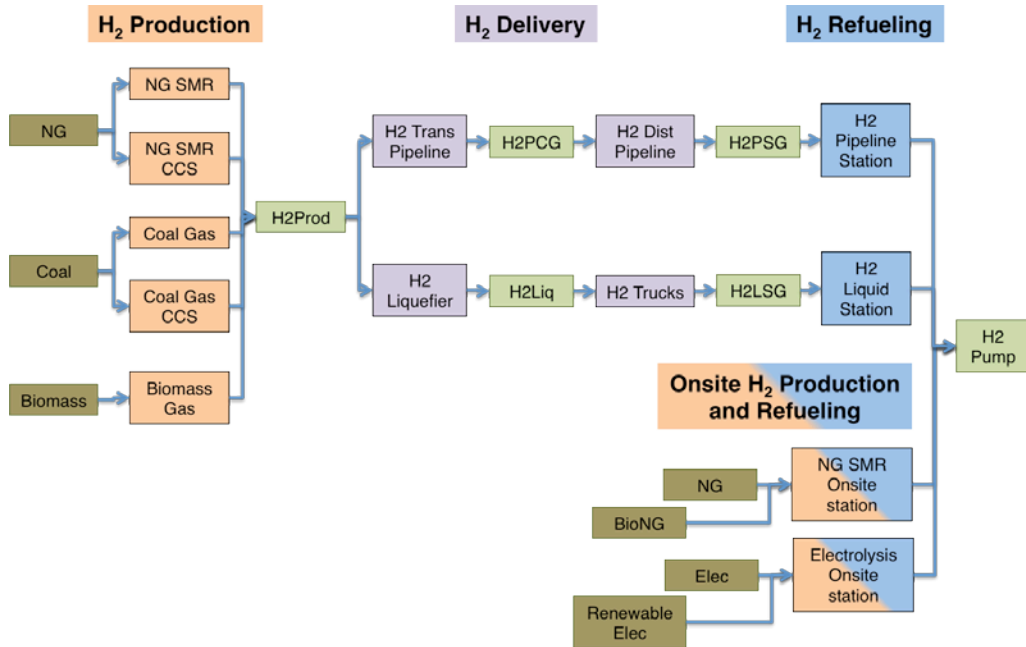 H₂ Production
H₂ Delivery
H₂ Refueling
NG SMR
NG
NG SMR
CCS
Coal Gas
Coal
Coal Gas
CCS
Biomass
Biomass
Gas
H2Prod
H2 Trans
Pipeline
H2PCG
H2 Dist
Pipeline
H2PSG
H2
Pipeline
Station
H2
Liquefier
H2Liq
H2 Trucks
H2LSG
H2
Liquid
Station
H2
Pump
Onsite H₂ Production
and Refueling
NG
BioNG
NG SMR
Onsite
station
Elec
Renewable
Elec
Electrolysis
Onsite
station